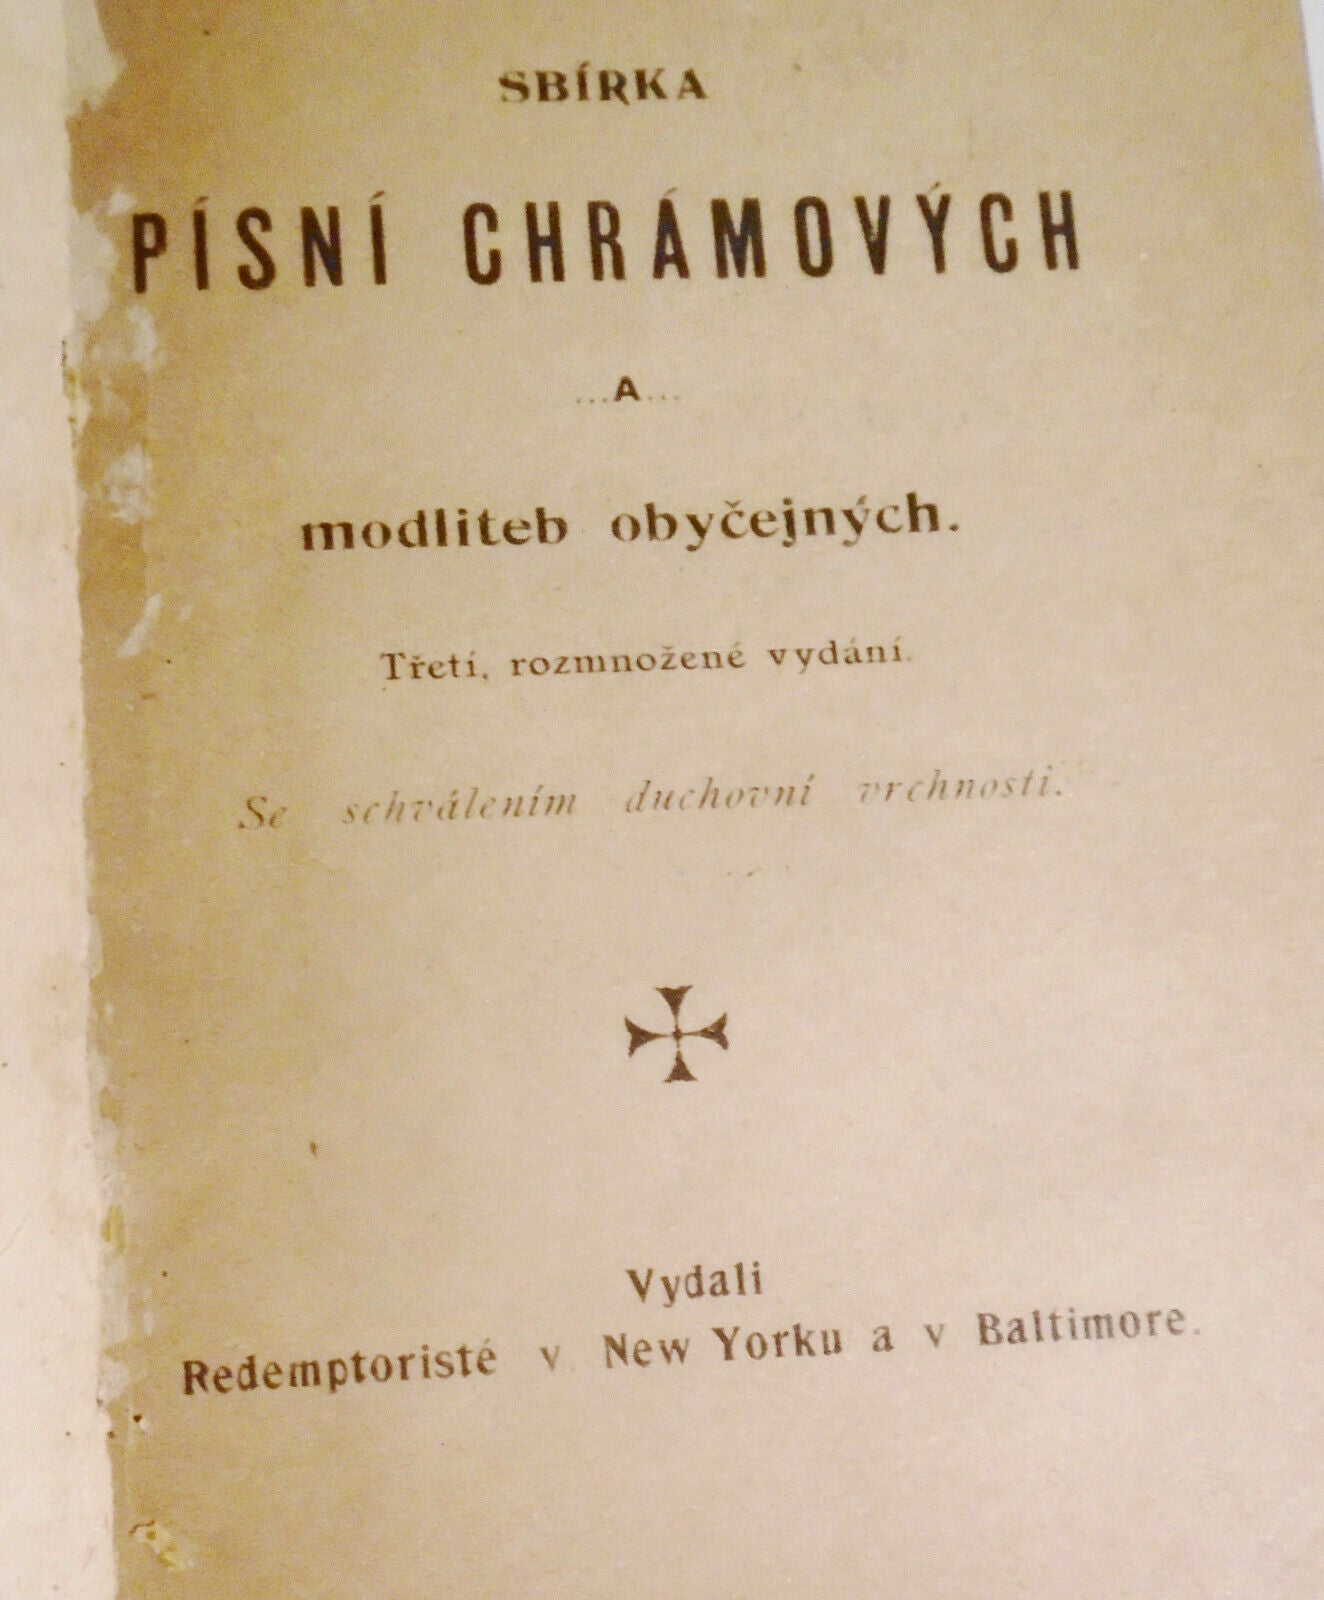 SBÍRKA
PÍSNÍ CHRÁMOVÝCH
...A...
modliteb obyčejných.
Třetí, rozmnožené vydání.
Se schválením duchovní vrchnosti.
Vydali
Redemptoristé v New Yorku a v Baltimore.